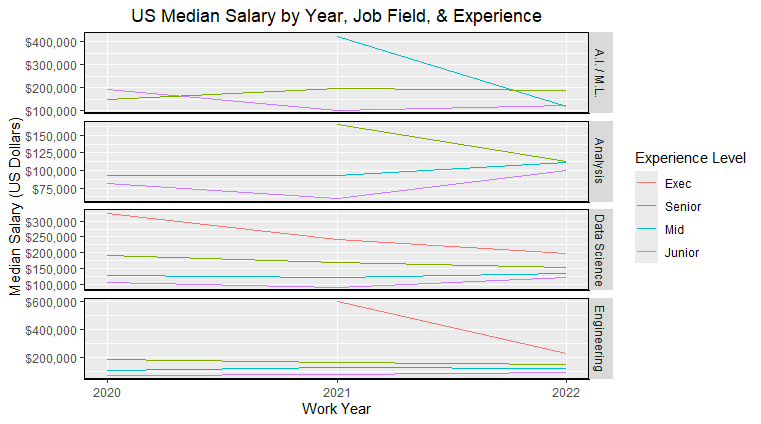 US Median Salary by Year, Job Field, & Experience
Median Salary (US Dollars)
$400,000
$300,000
$200,000
$100,000
A.I. / M.L.
$150,000
$125,000
$100,000
$75,000
Analysis
$300,000
$250,000
$200,000
$150,000
$100,000
Data Science
$600,000
$400,000
$200,000
Engineering
2020
2021
2022
Work Year
Experience Level
Exec
Senior
Mid
Junior